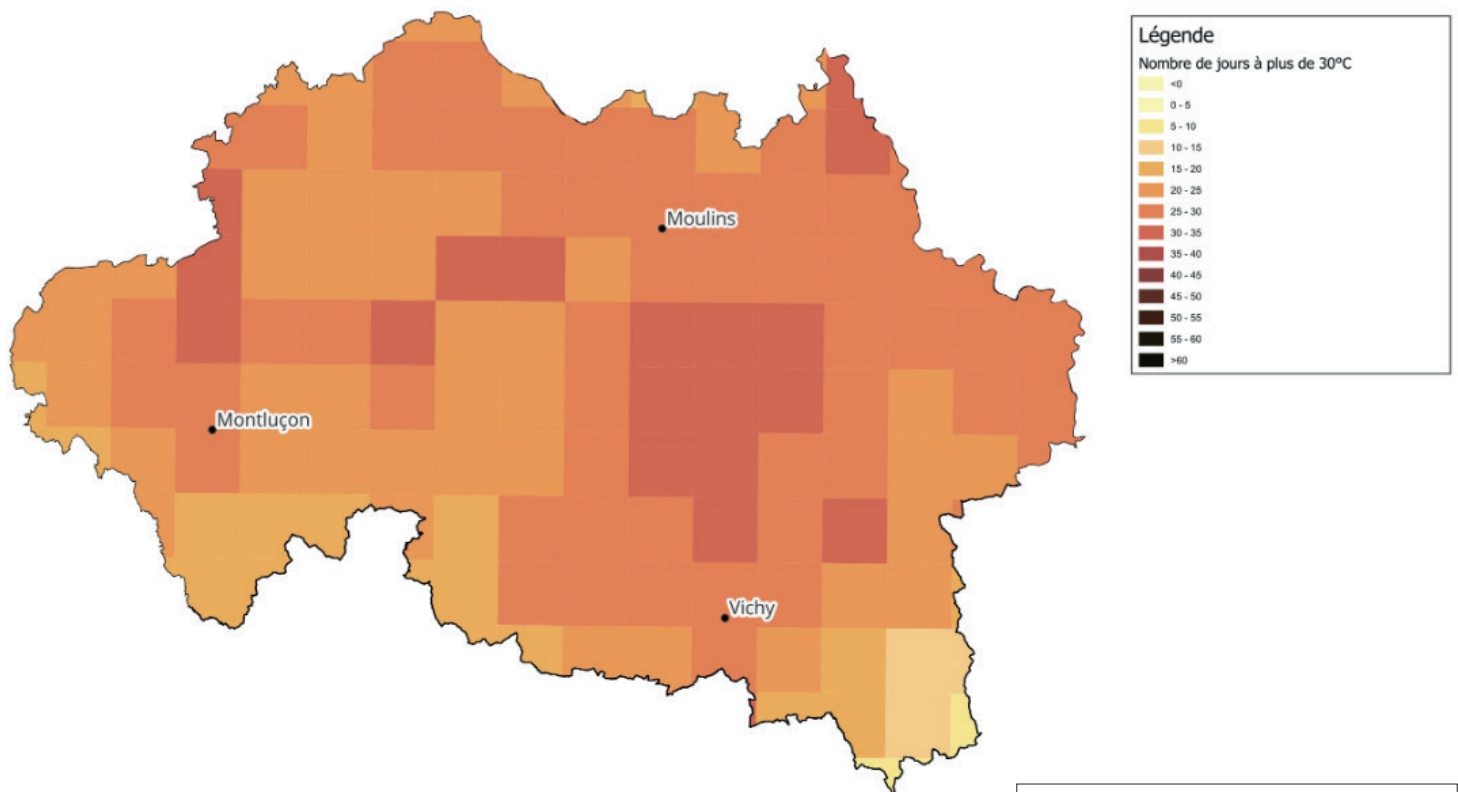 Légende
Nombre de jours à plus de 30°C
<0
0 - 5
5 - 10
10 - 15
15 - 20
20 - 25
25 - 30
30 - 35
35 - 40
40 - 45
45 - 50
50 - 55
55 - 60
>60
Moulins
Montluçon
Vichy